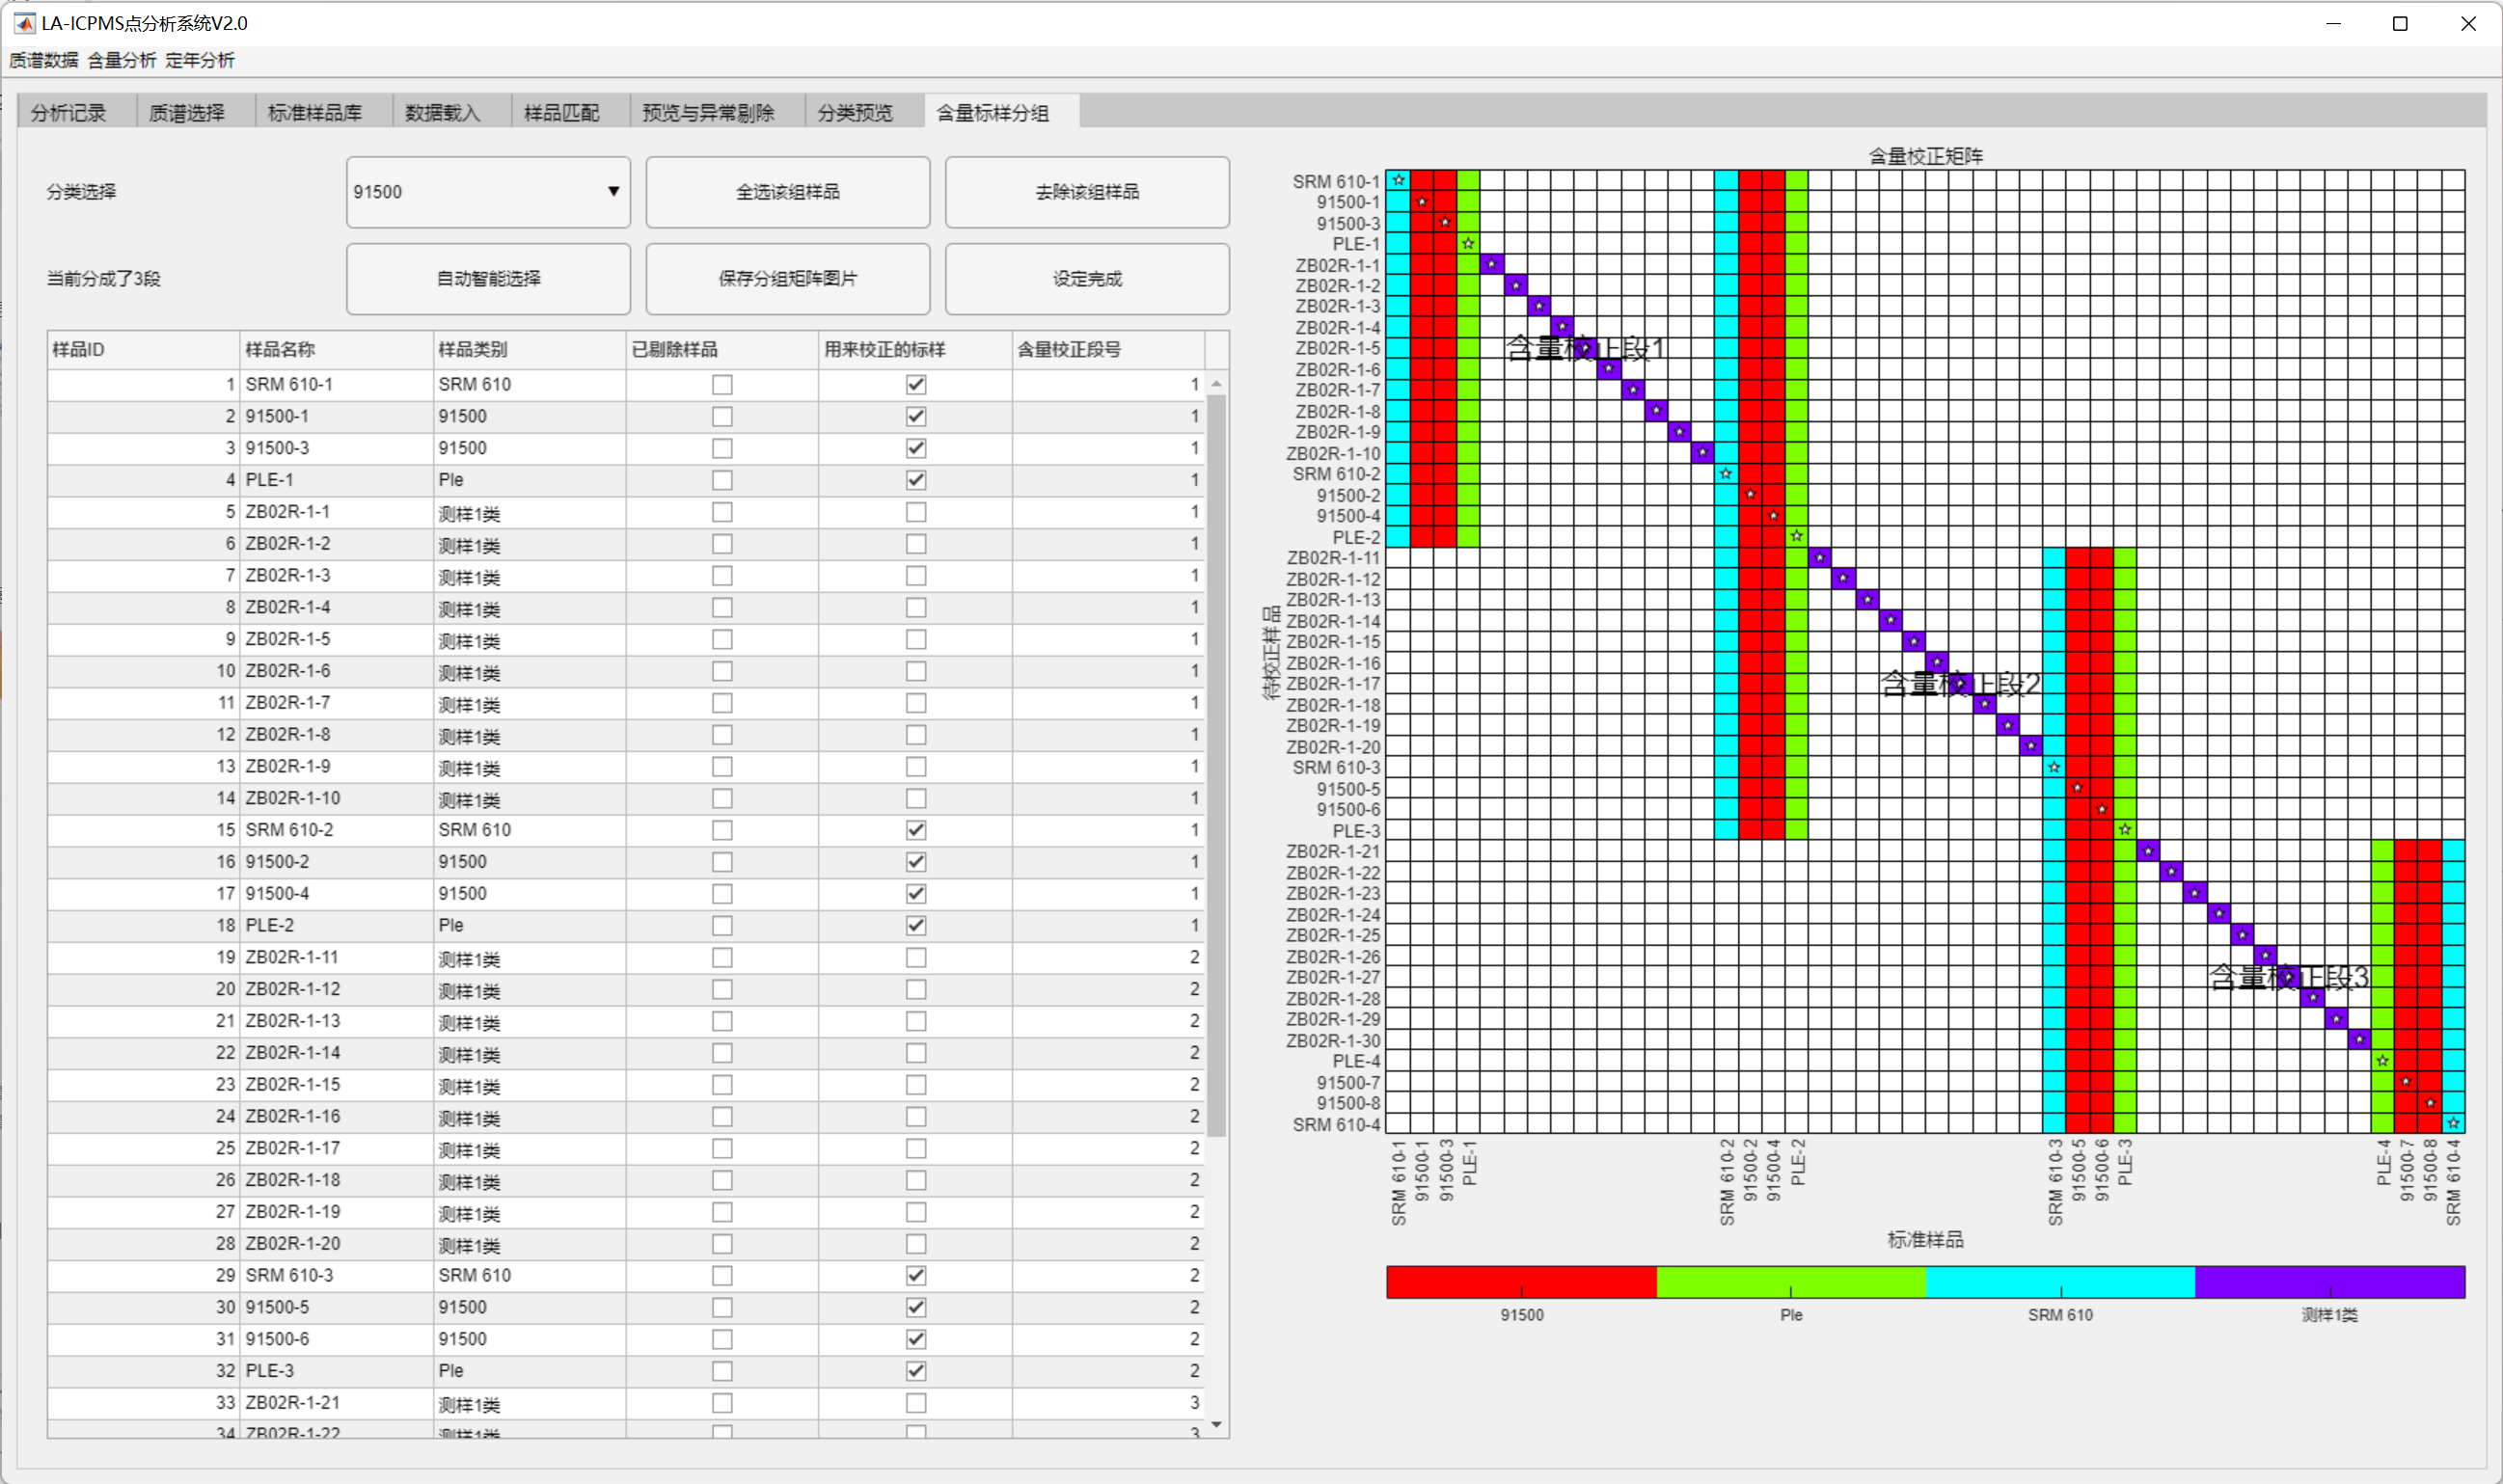 LA-ICPMS点分析系统V2.0
质谱数据 含量分析 定年分析
分析记录 质谱选择 标准样品库 数据载入 样品匹配 预览与异常剔除 分类预览 含量标样分组
分类选择 91500 全选该组样品 去除该组样品
当前分成了3段 自动智能选择 保存分组矩阵图片 设定完成
样品ID 样品名称 样品类别 已剔除样品 用来校正的标样 含量校正段号
1 SRM 610-1 SRM 610 1
2 91500-1 91500 1
3 91500-3 91500 1
4 PLE-1 Ple 1
5 ZB02R-1-1 测样1类 1
6 ZB02R-1-2 测样1类 1
7 ZB02R-1-3 测样1类 1
8 ZB02R-1-4 测样1类 1
9 ZB02R-1-5 测样1类 1
10 ZB02R-1-6 测样1类 1
11 ZB02R-1-7 测样1类 1
12 ZB02R-1-8 测样1类 1
13 ZB02R-1-9 测样1类 1
14 ZB02R-1-10 测样1类 1
15 SRM 610-2 SRM 610 1
16 91500-2 91500 1
17 91500-4 91500 1
18 PLE-2 Ple 1
19 ZB02R-1-11 测样1类 2
20 ZB02R-1-12 测样1类 2
21 ZB02R-1-13 测样1类 2
22 ZB02R-1-14 测样1类 2
23 ZB02R-1-15 测样1类 2
24 ZB02R-1-16 测样1类 2
25 ZB02R-1-17 测样1类 2
26 ZB02R-1-18 测样1类 2
27 ZB02R-1-19 测样1类 2
28 ZB02R-1-20 测样1类 2
29 SRM 610-3 SRM 610 2
30 91500-5 91500 2
31 91500-6 91500 2
32 PLE-3 Ple 2
33 ZB02R-1-21 测样1类 3
34 ZB02R-1-22 测样1类 3
含量校正矩阵
待校正样品
SRM 610-1
91500-1
91500-3
PLE-1
ZB02R-1-1
ZB02R-1-2
ZB02R-1-3
ZB02R-1-4
ZB02R-1-5
ZB02R-1-6
ZB02R-1-7
ZB02R-1-8
ZB02R-1-9
ZB02R-1-10
SRM 610-2
91500-2
91500-4
PLE-2
ZB02R-1-11
ZB02R-1-12
ZB02R-1-13
ZB02R-1-14
ZB02R-1-15
ZB02R-1-16
ZB02R-1-17
ZB02R-1-18
ZB02R-1-19
ZB02R-1-20
SRM 610-3
91500-5
91500-6
PLE-3
ZB02R-1-21
ZB02R-1-22
ZB02R-1-23
ZB02R-1-24
ZB02R-1-25
ZB02R-1-26
ZB02R-1-27
ZB02R-1-28
ZB02R-1-29
ZB02R-1-30
PLE-4
91500-7
91500-8
SRM 610-4
含量校正段1
含量校正段2
含量校正段3
SRM 610-1
91500-1
91500-3
PLE-1
SRM 610-2
91500-2
91500-4
PLE-2
SRM 610-3
91500-5
91500-6
PLE-3
PLE-4
91500-7
91500-8
SRM 610-4
标准样品
91500 Ple SRM 610 测样1类